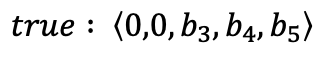 true : ⟨0,0, b₃, b₄, b₅⟩